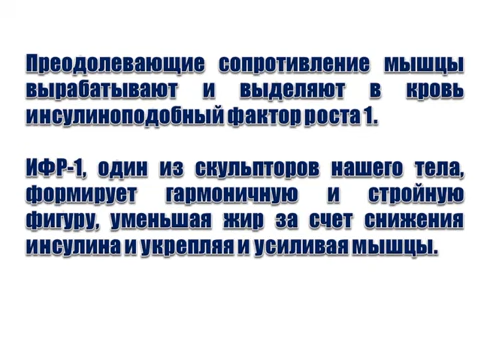 Преодолевающие сопротивление мышцы
вырабатывают и выделяют в кровь
инсулиноподобный фактор роста 1.
ИФР-1, один из скульпторов нашего тела,
формирует гармоничную и стройную
фигуру, уменьшая жир за счет снижения
инсулина и укрепляя и усиливая мышцы.